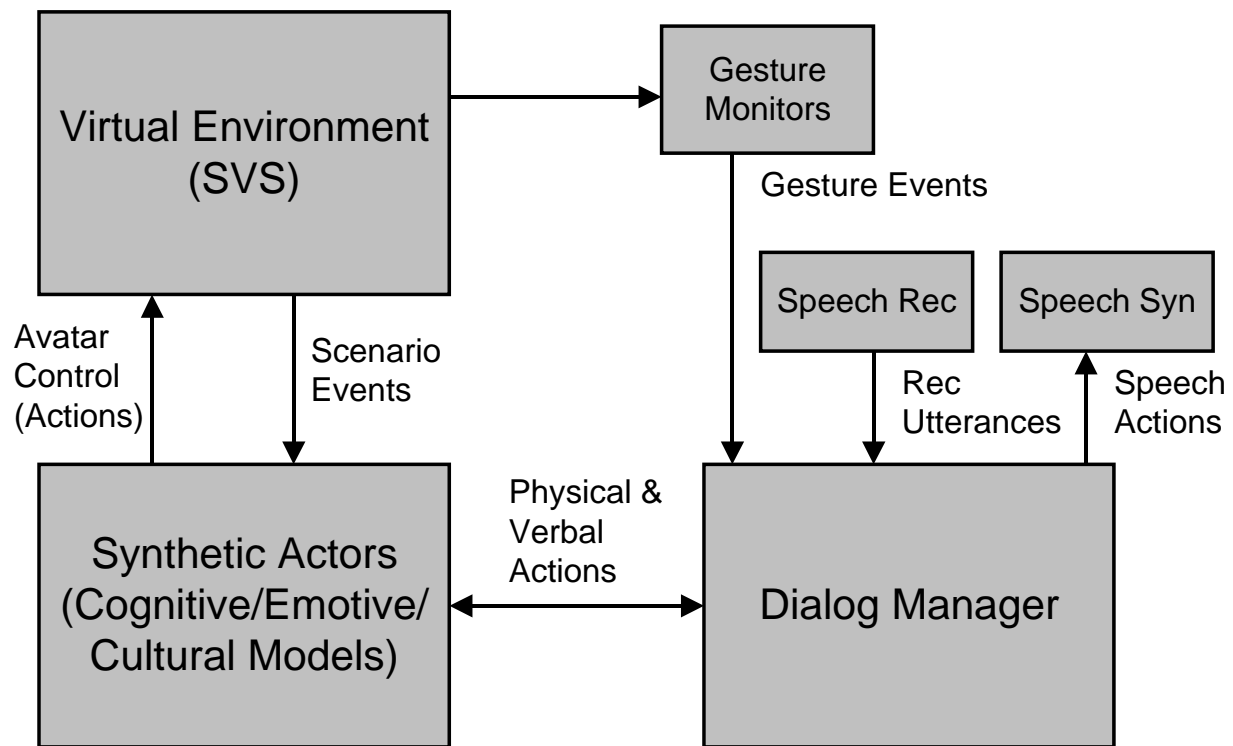 Virtual Environment
(SVS)
Gesture
Monitors
Gesture Events
Speech Rec
Speech Syn
Avatar
Control
(Actions)
Scenario
Events
Rec
Utterances
Speech
Actions
Physical &
Verbal
Actions
Synthetic Actors
(Cognitive/Emotive/
Cultural Models)
Dialog Manager